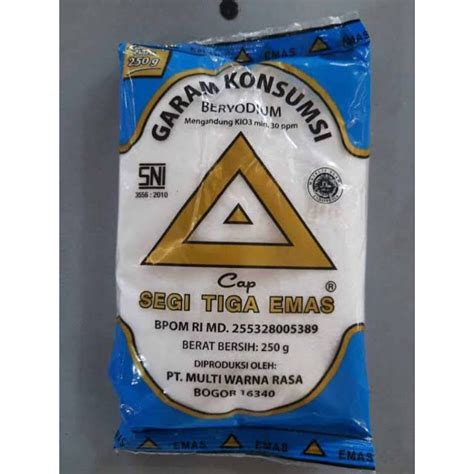 EMAS
250 g
GARAM KONSUMSI
BERYODIUM
Mengandung KIO3 min. 30 ppm
SNI
3556 : 2010
Cap
SEGI TIGA EMAS ®
BPOM RI MD. 255328005389
BERAT BERSIH: 250 g
DIPRODUKSI OLEH:
PT. MULTI WARNA RASA
BOGOR 16340
EMAS
EMAS